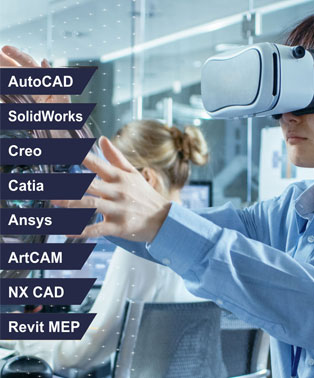 AutoCAD
SolidWorks
Creo
Catia
Ansys
ArtCAM
NX CAD
Revit MEP